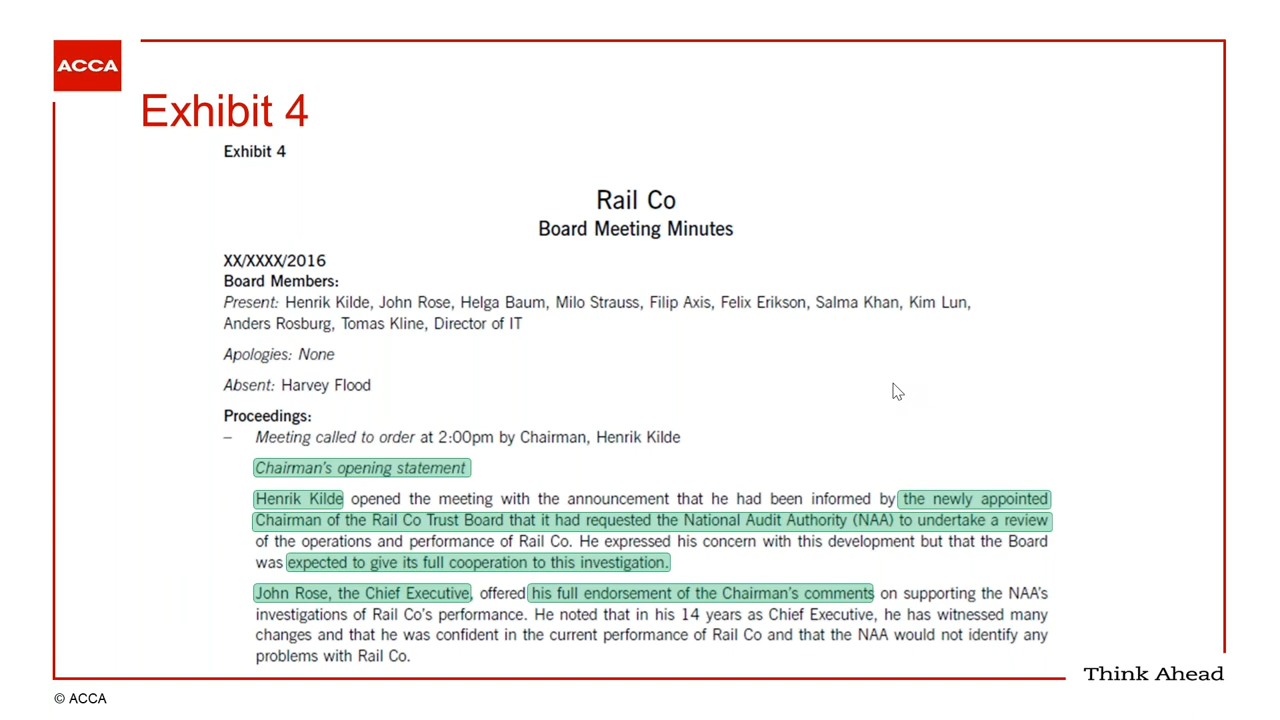 ACCA
Exhibit 4
Exhibit 4
Rail Co
Board Meeting Minutes
XX/XXXX/2016
Board Members:
Present: Henrik Kilde, John Rose, Helga Baum, Milo Strauss, Filip Axis, Felix Erikson, Salma Khan, Kim Lun,
Anders Rosburg, Tomas Kline, Director of IT
Apologies: None
Absent: Harvey Flood
Proceedings:
– Meeting called to order at 2:00pm by Chairman, Henrik Kilde
Chairman's opening statement
Henrik Kilde opened the meeting with the announcement that he had been informed by the newly appointed
Chairman of the Rail Co Trust Board that it had requested the National Audit Authority (NAA) to undertake a review
of the operations and performance of Rail Co. He expressed his concern with this development but that the Board
was expected to give its full cooperation to this investigation.
John Rose, the Chief Executive, offered his full endorsement of the Chairman's comments on supporting the NAA's
investigations of Rail Co's performance. He noted that in his 14 years as Chief Executive, he has witnessed many
changes and that he was confident in the current performance of Rail Co and that the NAA would not identify any
problems with Rail Co.
Think Ahead
© ACCA